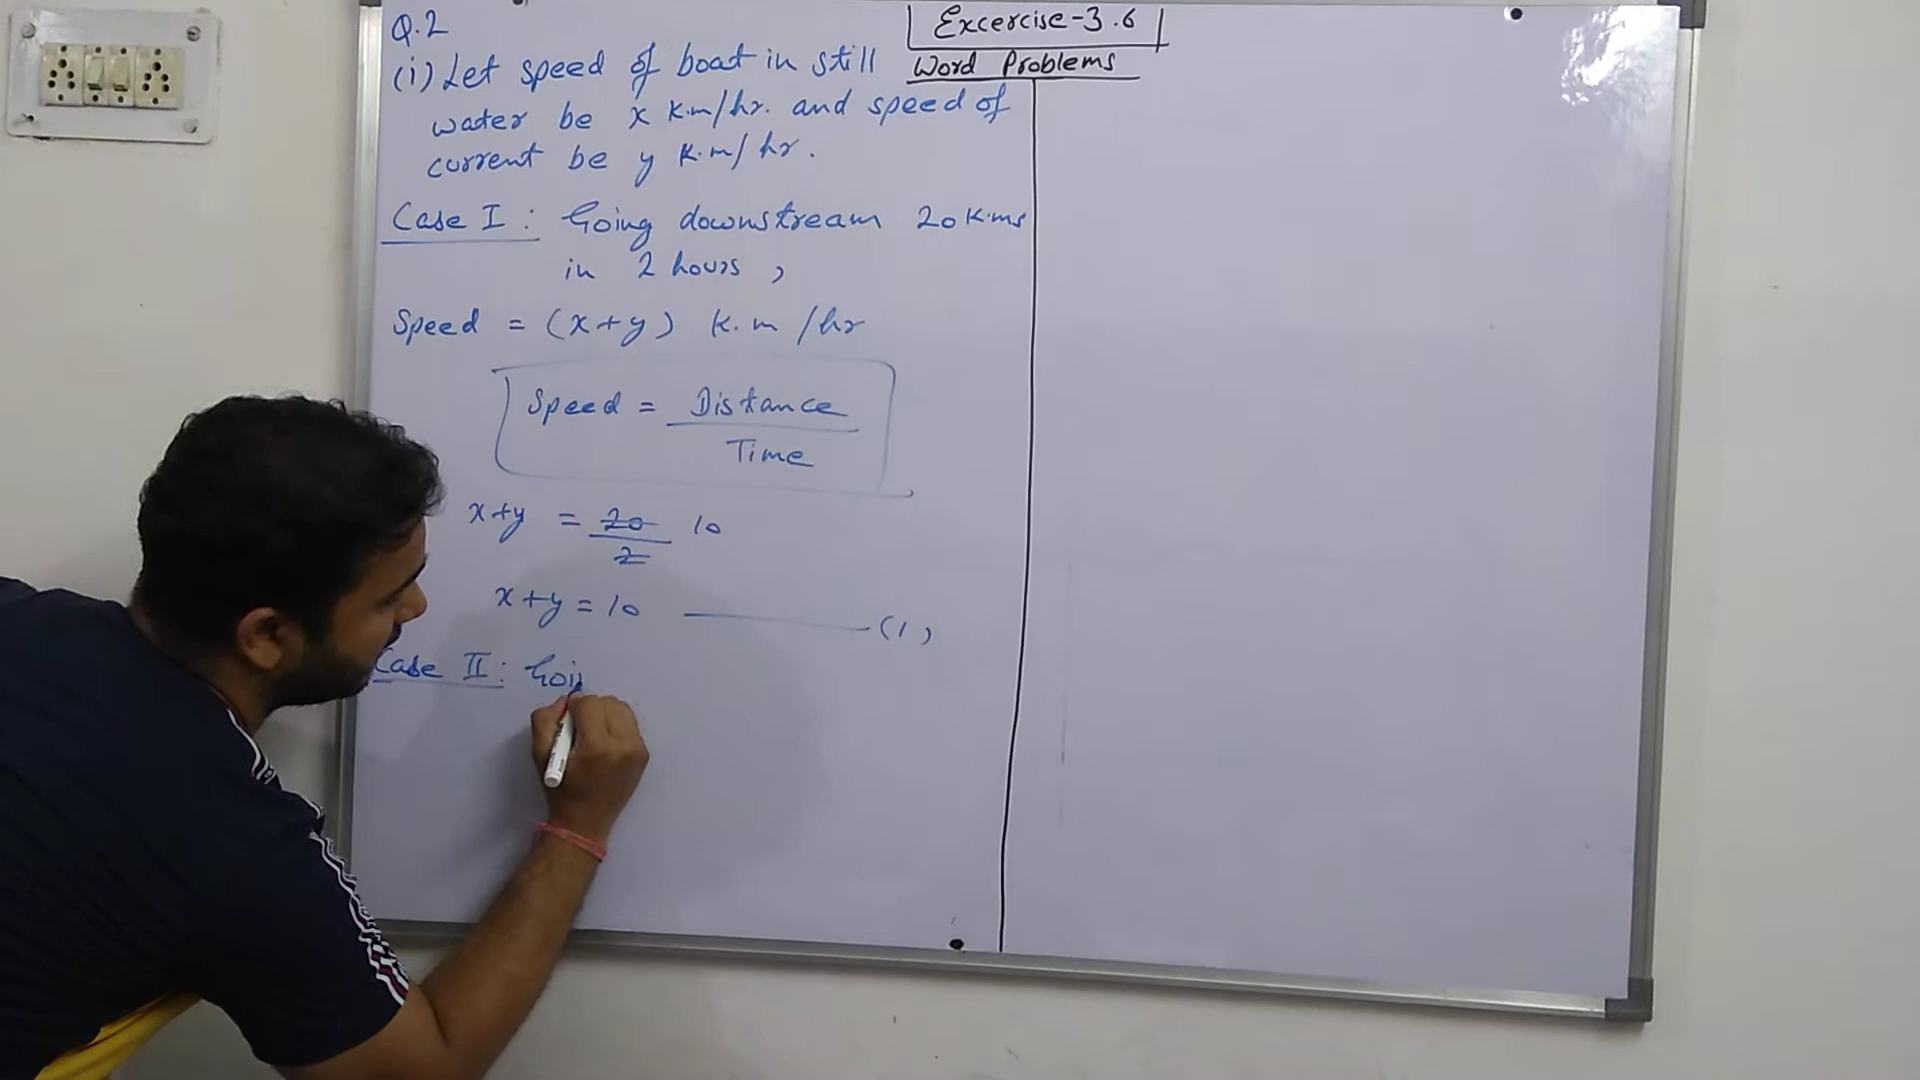 Excercise-3.6
Word Problems
Q.2
(i) Let speed of boat in still
water be x K.m/hr. and speed of
current be y K.m/hr.
Case I : Going downstream 20 K.ms
in 2 hours ,
Speed = (x+y) K.m /hr
Speed = Distance
Time
x+y = 20 10
2
x+y = 10 (1)
Case II : Goin